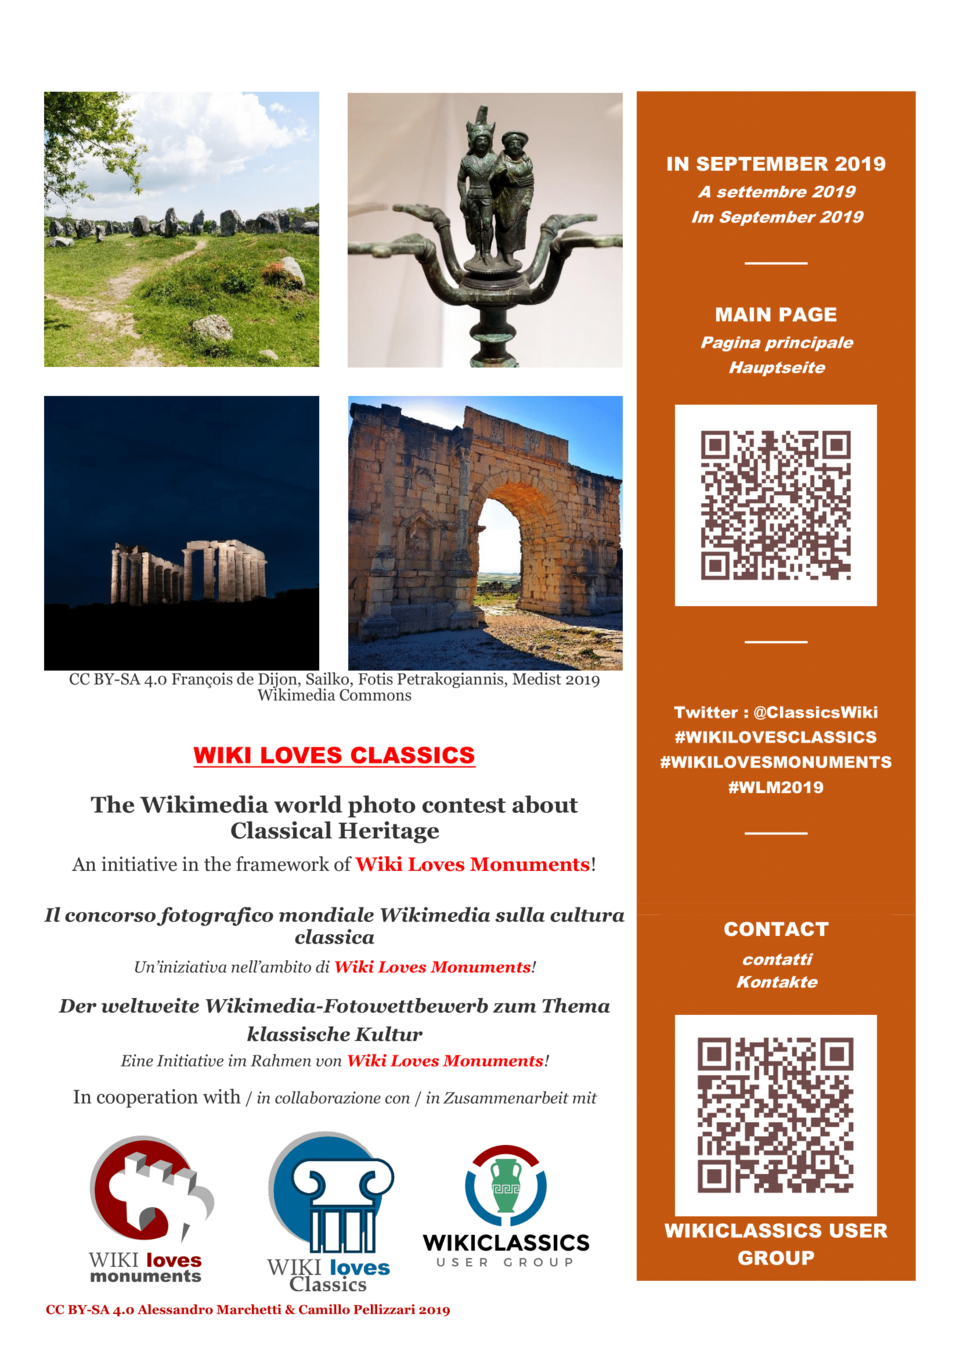 CC BY-SA 4.0 François de Dijon, Sailko, Fotis Petrakogiannis, Medist 2019
Wikimedia Commons
WIKI LOVES CLASSICS
The Wikimedia world photo contest about
Classical Heritage
An initiative in the framework of Wiki Loves Monuments!
Il concorso fotografico mondiale Wikimedia sulla cultura
classica
Un'iniziativa nell'ambito di Wiki Loves Monuments!
Der weltweite Wikimedia-Fotowettbewerb zum Thema
klassische Kultur
Eine Initiative im Rahmen von Wiki Loves Monuments!
In cooperation with / in collaborazione con / in Zusammenarbeit mit
WIKI loves
monuments
WIKI loves
Classics
WIKICLASSICS
USER GROUP
CC BY-SA 4.0 Alessandro Marchetti & Camillo Pellizzari 2019
IN SEPTEMBER 2019
A settembre 2019
Im September 2019
MAIN PAGE
Pagina principale
Hauptseite
Twitter : @ClassicsWiki
#WIKILOVESCLASSICS
#WIKILOVESMONUMENTS
#WLM2019
CONTACT
contatti
Kontakte
WIKICLASSICS USER
GROUP